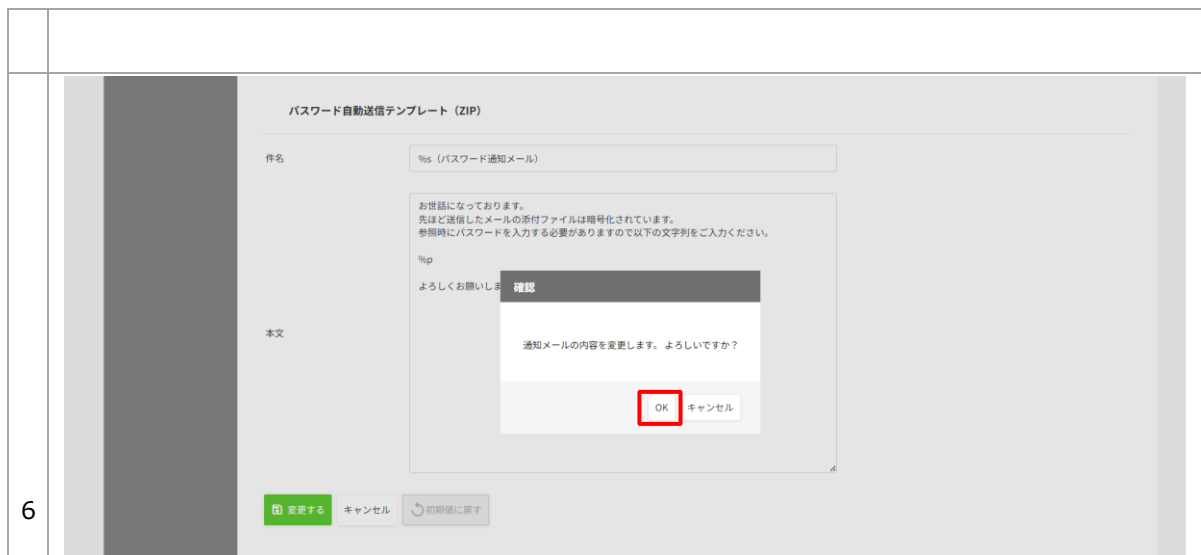 パスワード自動送信テンプレート（ZIP）
件名
%s（パスワード通知メール）
お世話になっております。
先ほど送信したメールの添付ファイルは暗号化されています。
参照時にパスワードを入力する必要がありますので以下の文字列をご入力ください。
%p
よろしくお願いしま
確認
本文
通知メールの内容を変更します。 よろしいですか？
OK キャンセル
6
変更する キャンセル 初期値に戻す